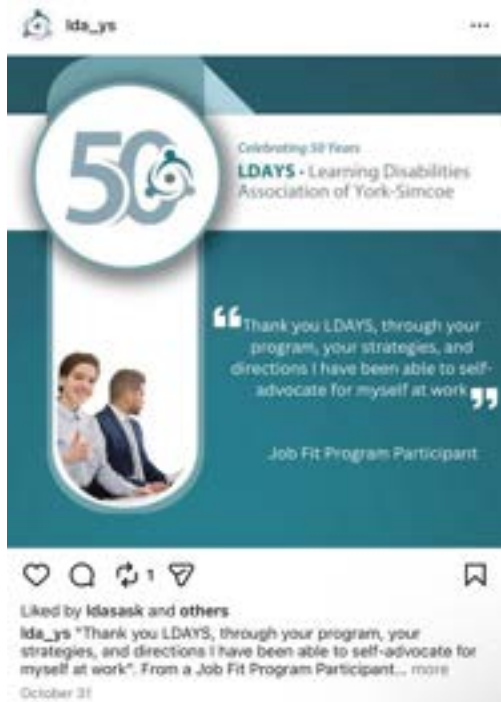 lda_ys
50
Celebrating 50 Years
LDAYS - Learning Disabilities
Association of York-Simcoe
“Thank you LDAYS, through your
program, your strategies, and
directions I have been able to self-
advocate for myself at work”
Job Fit Program Participant
1
Liked by ldasask and others
lda_ys "Thank you LDAYS, through your program, your
strategies, and directions I have been able to self-advocate for
myself at work". From a Job Fit Program Participant... more
October 31